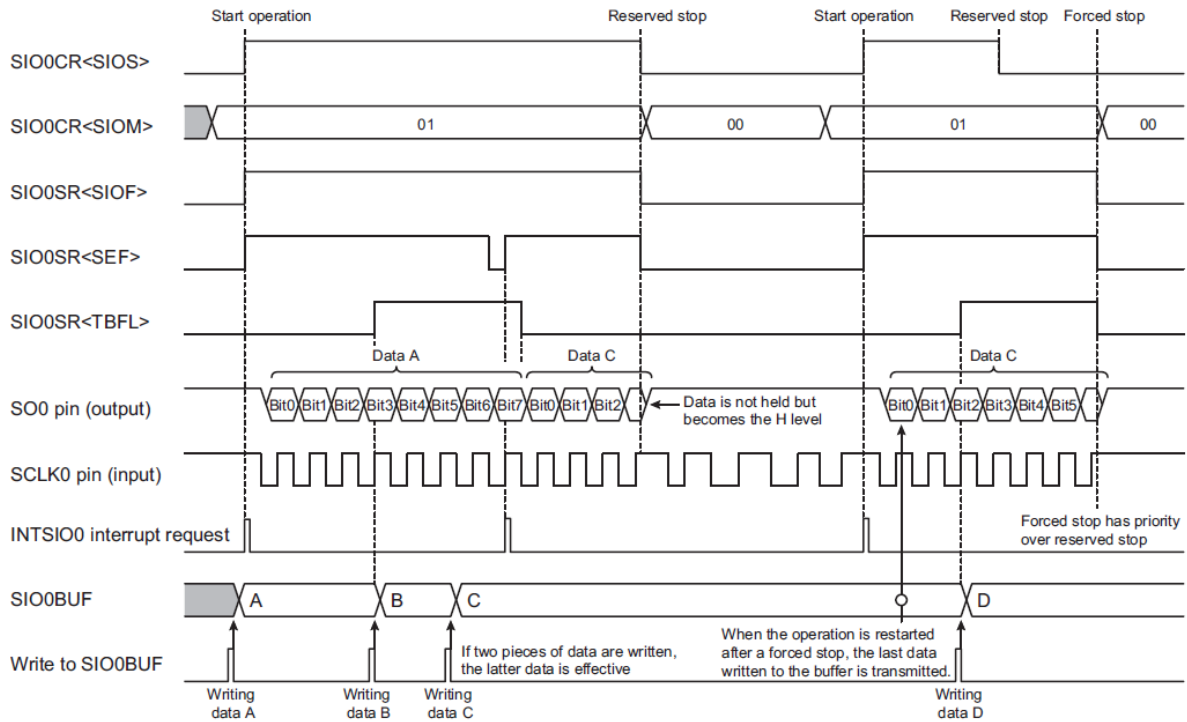 Start operation
Reserved stop
Start operation
Reserved stop
Forced stop
SIO0CR<SIOS>
SIO0CR<SIOM>
01
00
01
00
SIO0SR<SIOF>
SIO0SR<SEF>
SIO0SR<TBFL>
Data A
Data C
Data C
SO0 pin (output)
Bit0 Bit1 Bit2 Bit3 Bit4 Bit5 Bit6 Bit7 Bit0 Bit1 Bit2
Data is not held but
becomes the H level
Bit0 Bit1 Bit2 Bit3 Bit4 Bit5
SCLK0 pin (input)
INTSIO0 interrupt request
Forced stop has priority
over reserved stop
SIO0BUF
A
B
C
D
Write to SIO0BUF
If two pieces of data are written,
the latter data is effective
When the operation is restarted
after a forced stop, the last data
written to the buffer is transmitted.
Writing
data A
Writing
data B
Writing
data C
Writing
data D